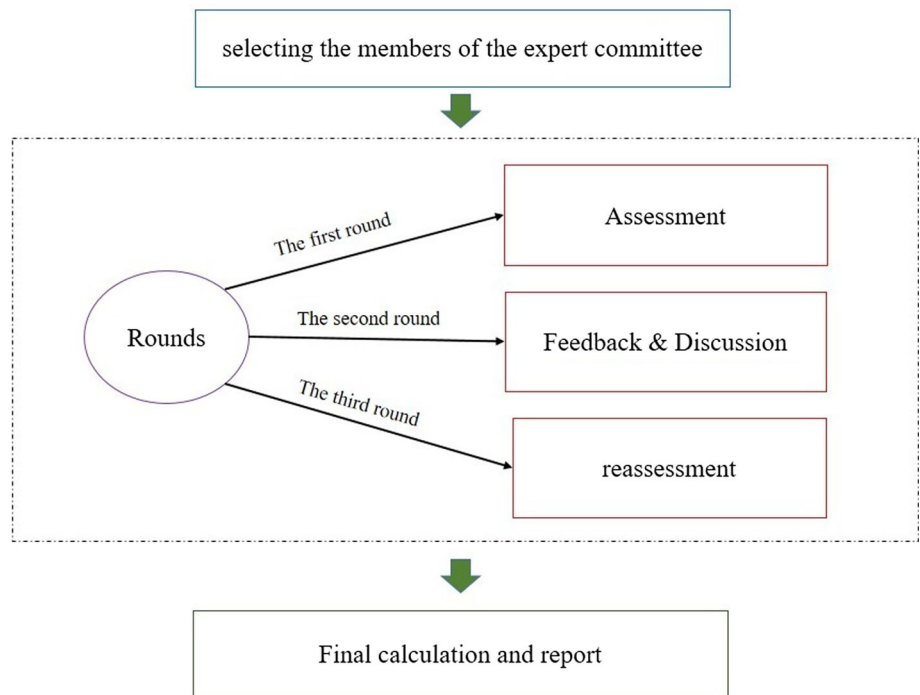 selecting the members of the expert committee
The first round
Assessment
Rounds
The second round
Feedback & Discussion
The third round
reassessment
Final calculation and report